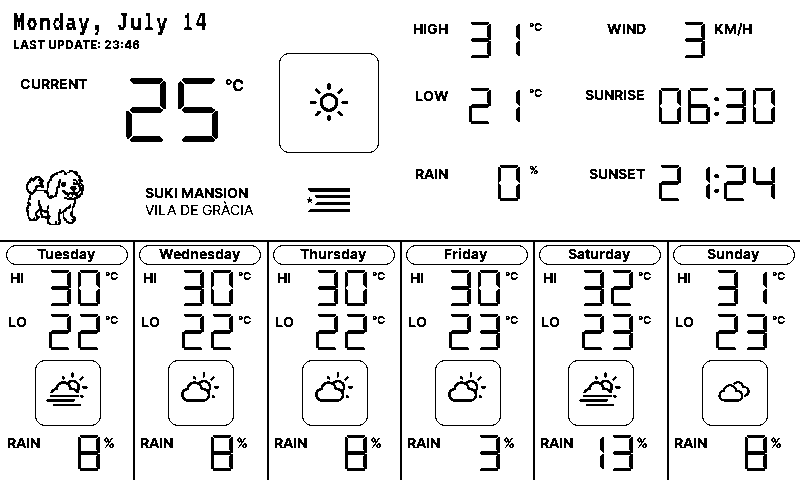 Monday, July 14
LAST UPDATE: 23:46
CURRENT 25 °C
SUKI MANSION
VILA DE GRÀCIA
HIGH 31 °C
LOW 21 °C
RAIN 0 %
WIND 3 KM/H
SUNRISE 06:30
SUNSET 21:24
Tuesday
HI 30 °C
LO 22 °C
RAIN 8 %
Wednesday
HI 30 °C
LO 22 °C
RAIN 8 %
Thursday
HI 30 °C
LO 22 °C
RAIN 8 %
Friday
HI 30 °C
LO 23 °C
RAIN 3 %
Saturday
HI 32 °C
LO 23 °C
RAIN 13 %
Sunday
HI 31 °C
LO 23 °C
RAIN 8 %